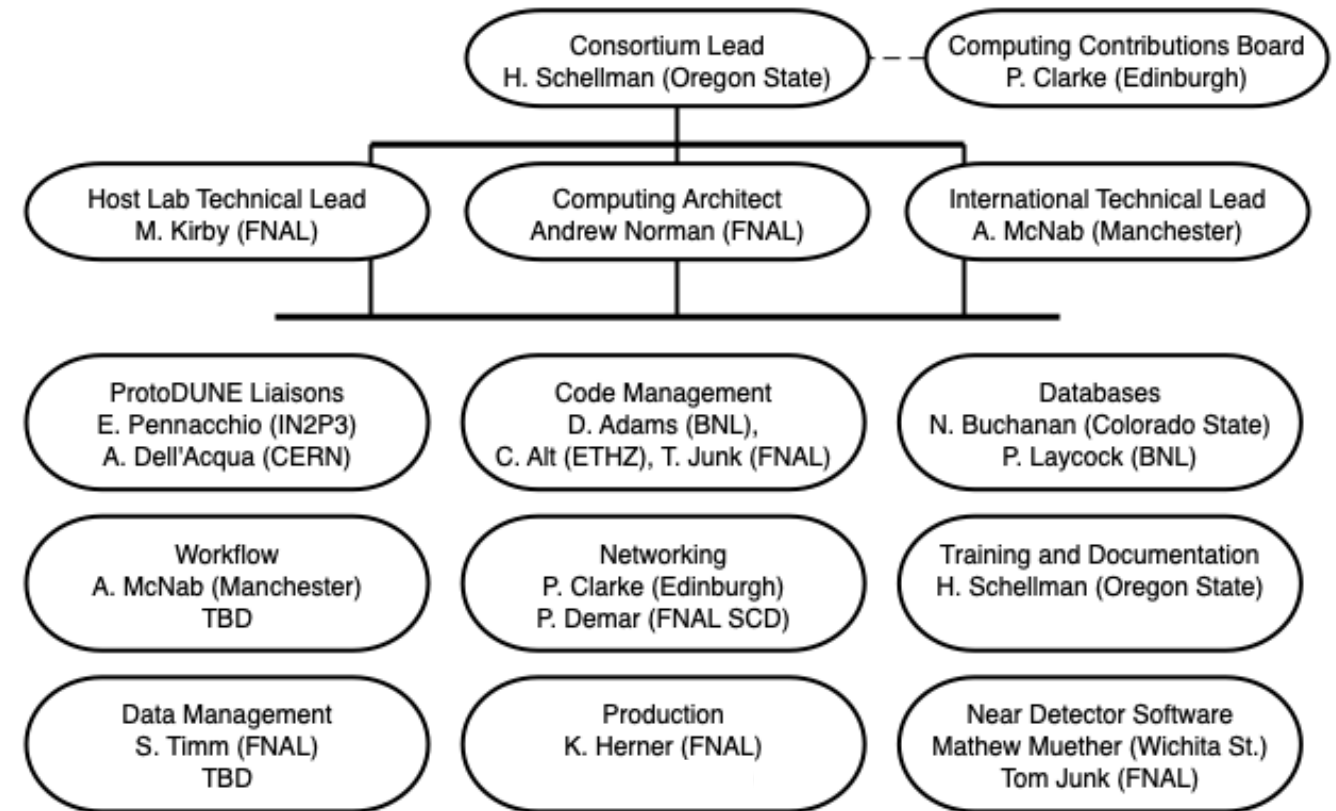 Consortium Lead
H. Schellman (Oregon State)
Computing Contributions Board
P. Clarke (Edinburgh)
Host Lab Technical Lead
M. Kirby (FNAL)
Computing Architect
Andrew Norman (FNAL)
International Technical Lead
A. McNab (Manchester)
ProtoDUNE Liaisons
E. Pennacchio (IN2P3)
A. Dell'Acqua (CERN)
Code Management
D. Adams (BNL),
C. Alt (ETHZ), T. Junk (FNAL)
Databases
N. Buchanan (Colorado State)
P. Laycock (BNL)
Workflow
A. McNab (Manchester)
TBD
Networking
P. Clarke (Edinburgh)
P. Demar (FNAL SCD)
Training and Documentation
H. Schellman (Oregon State)
Data Management
S. Timm (FNAL)
TBD
Production
K. Herner (FNAL)
Near Detector Software
Mathew Muether (Wichita St.)
Tom Junk (FNAL)